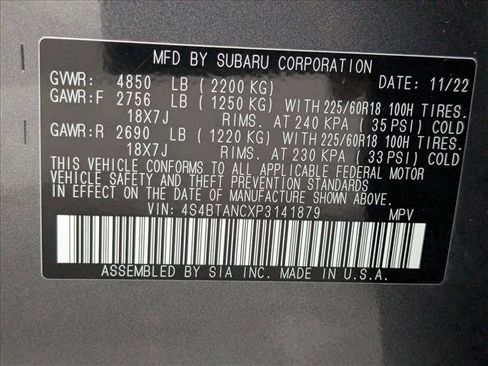 MFD BY SUBARU CORPORATION
GVWR: 4850 LB (2200 KG) DATE: 11/22
GAWR:F 2756 LB (1250 KG) WITH 225/60R18 100H TIRES.
18X7J RIMS, AT 240 KPA (35 PSI) COLD
GAWR:R 2690 LB (1220 KG) WITH 225/60R18 100H TIRES.
18X7J RIMS, AT 230 KPA (33 PSI) COLD
THIS VEHICLE CONFORMS TO ALL APPLICABLE FEDERAL MOTOR
VEHICLE SAFETY AND THEFT PREVENTION STANDARDS
IN EFFECT ON THE DATE OF MANUFACTURE SHOWN ABOVE.
VIN: 4S4BTANCXP3141879 MPV
ASSEMBLED BY SIA INC. MADE IN U.S.A.